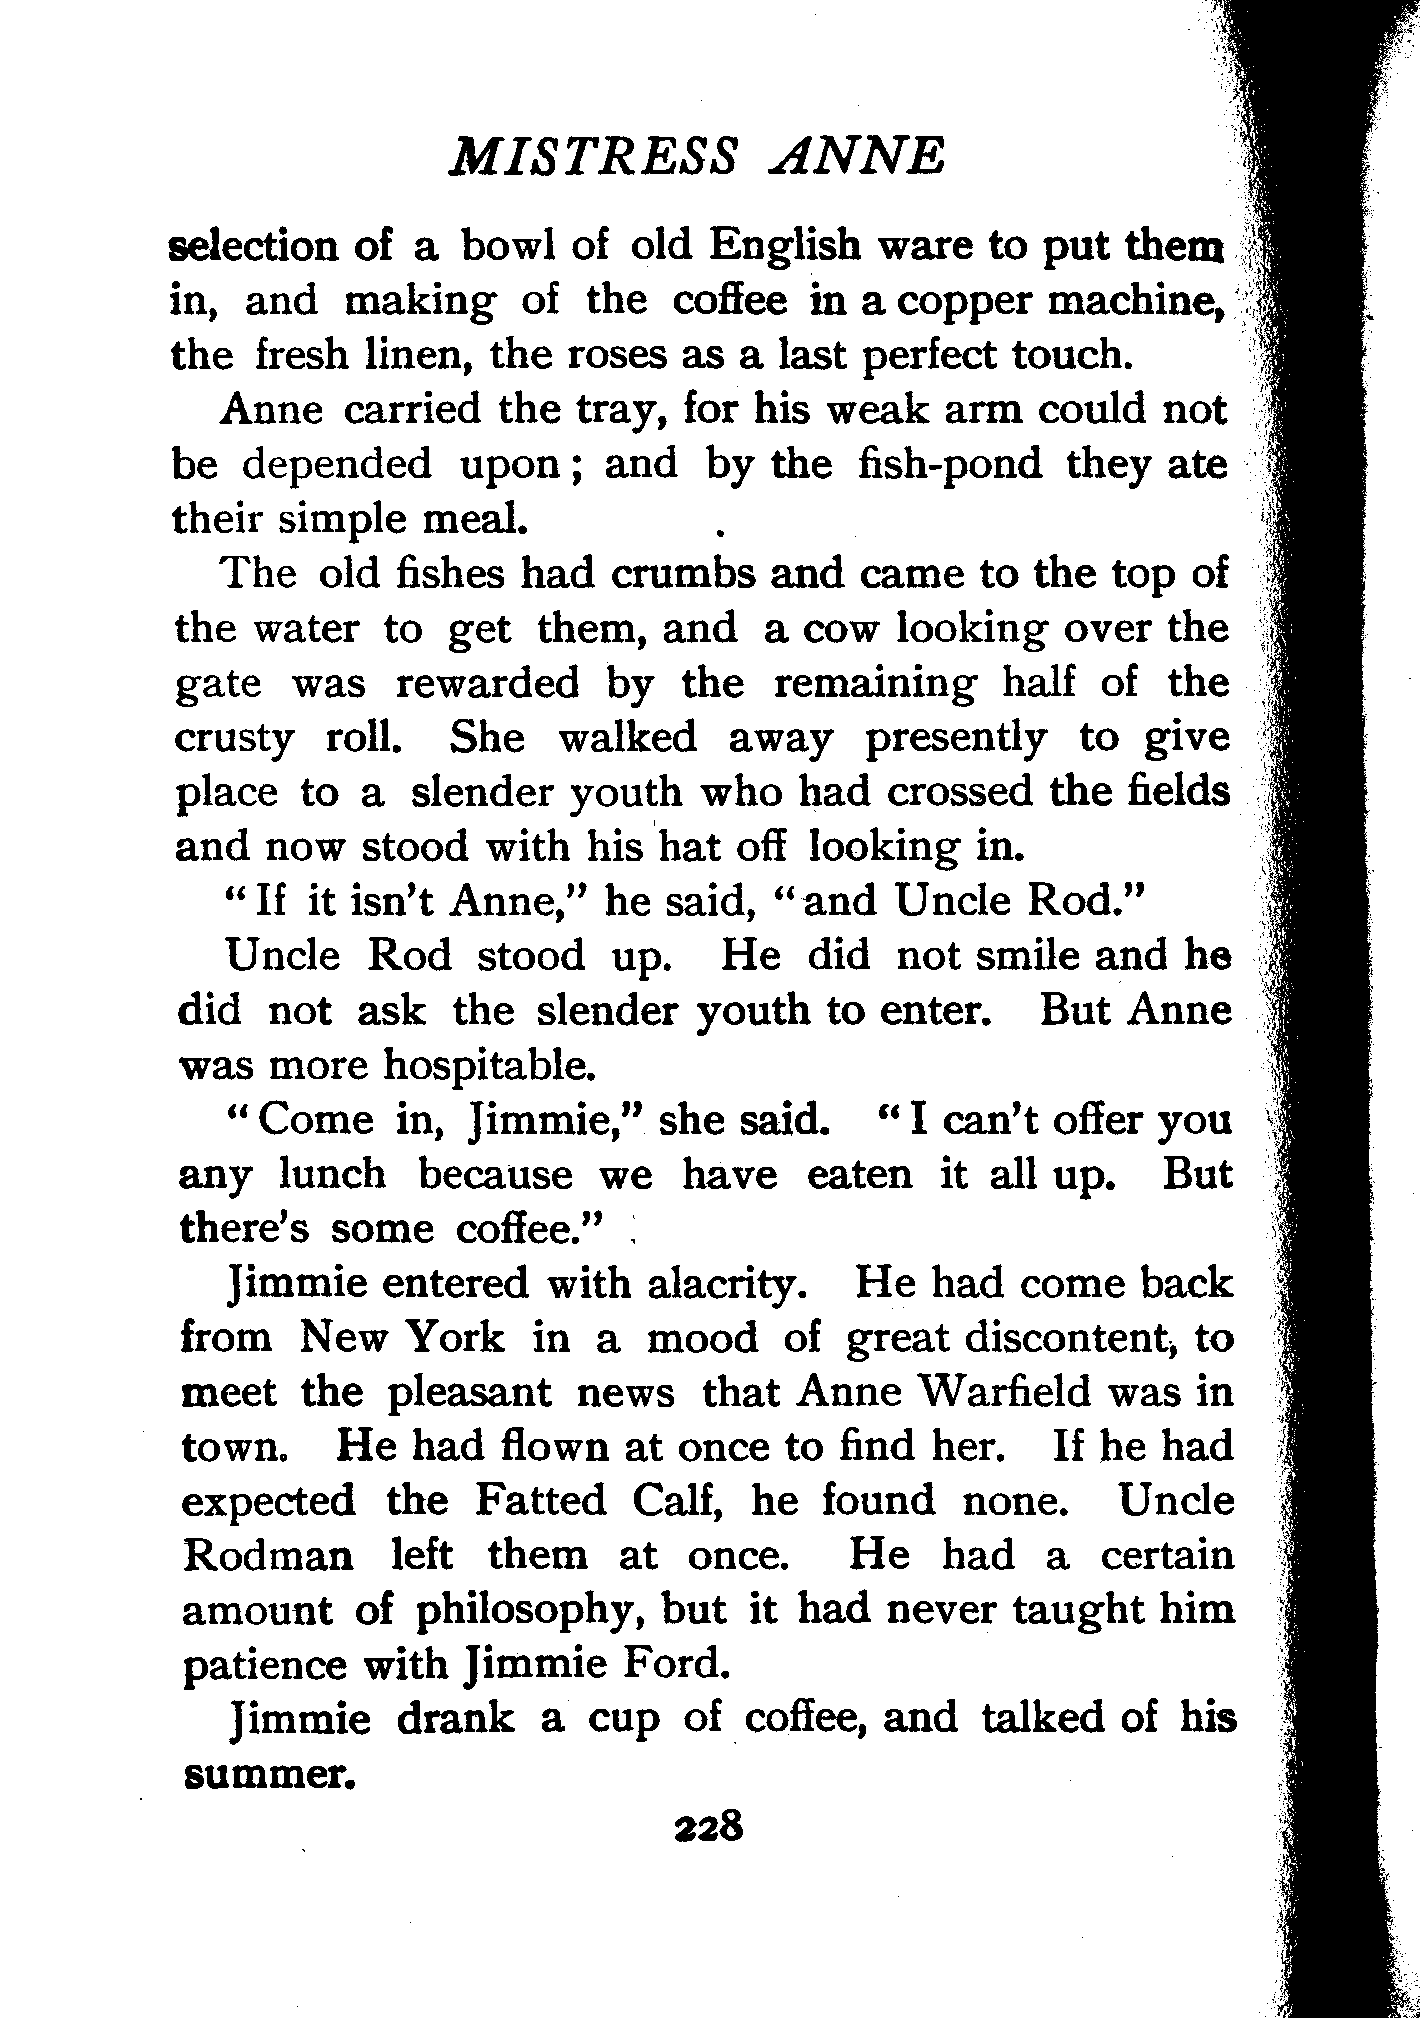 MISTRESS ANNE
selection of a bowl of old English ware to put them
in, and making of the coffee in a copper machine,
the fresh linen, the roses as a last perfect touch.
Anne carried the tray, for his weak arm could not
be depended upon; and by the fish-pond they ate
their simple meal.
The old fishes had crumbs and came to the top of
the water to get them, and a cow looking over the
gate was rewarded by the remaining half of the
crusty roll. She walked away presently to give
place to a slender youth who had crossed the fields
and now stood with his hat off looking in.
“If it isn't Anne,” he said, “and Uncle Rod.”
Uncle Rod stood up. He did not smile and he
did not ask the slender youth to enter. But Anne
was more hospitable.
“Come in, Jimmie,” she said. “I can't offer you
any lunch because we have eaten it all up. But
there's some coffee.”
Jimmie entered with alacrity. He had come back
from New York in a mood of great discontent, to
meet the pleasant news that Anne Warfield was in
town. He had flown at once to find her. If he had
expected the Fatted Calf, he found none. Uncle
Rodman left them at once. He had a certain
amount of philosophy, but it had never taught him
patience with Jimmie Ford.
Jimmie drank a cup of coffee, and talked of his
summer.
228